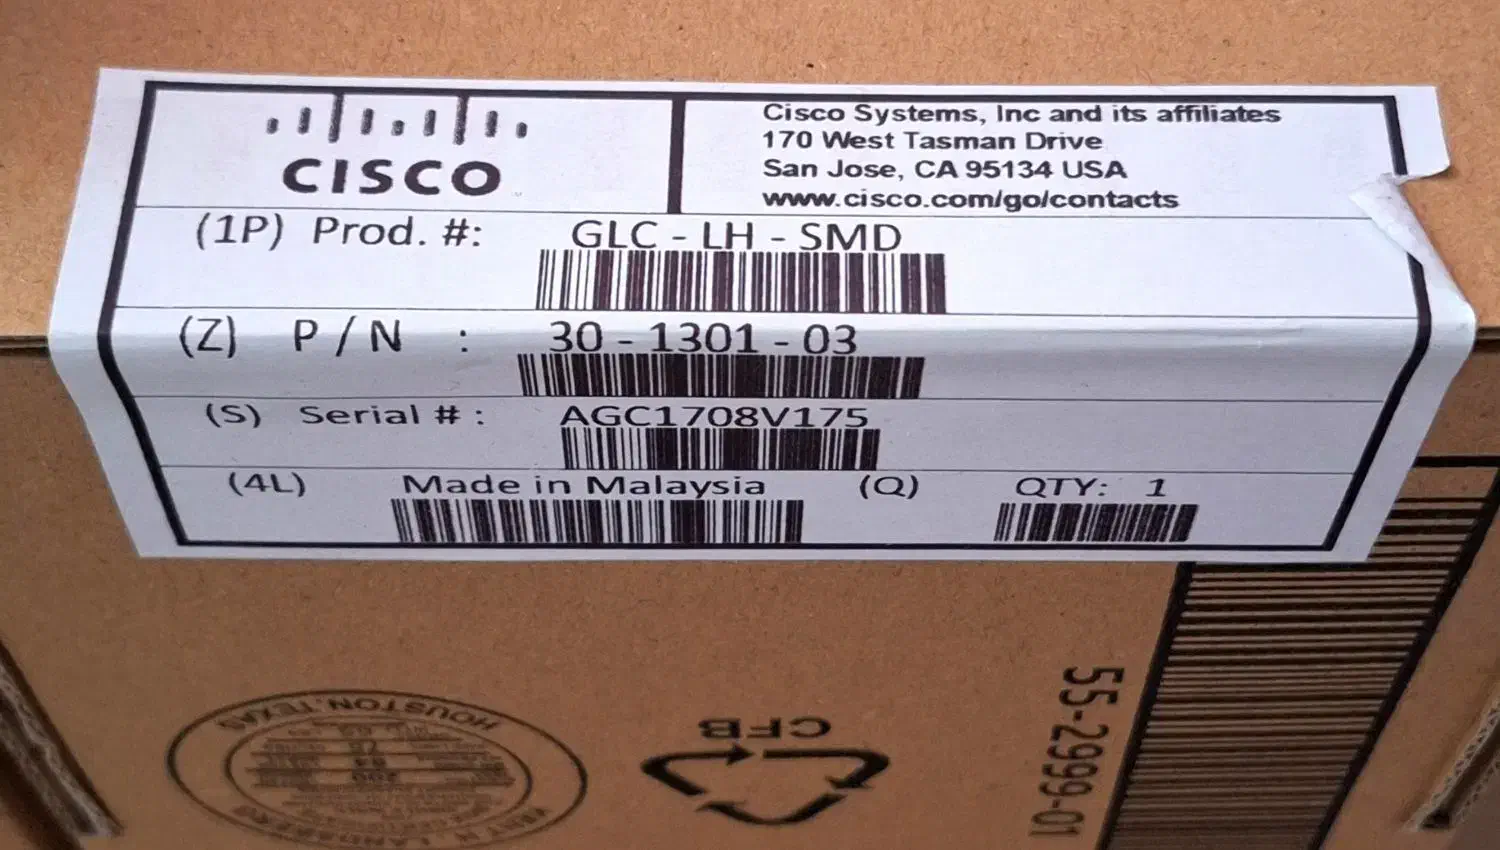 CISCO
Cisco Systems, Inc and its affiliates
170 West Tasman Drive
San Jose, CA 95134 USA
www.cisco.com/go/contacts
(1P) Prod. #: GLC - LH - SMD
(Z) P / N : 30 - 1301 - 03
(S) Serial # : AGC1708V175
(4L) Made in Malaysia (Q) QTY: 1
55-2999-01
CFB
HOUSTON, TEXAS